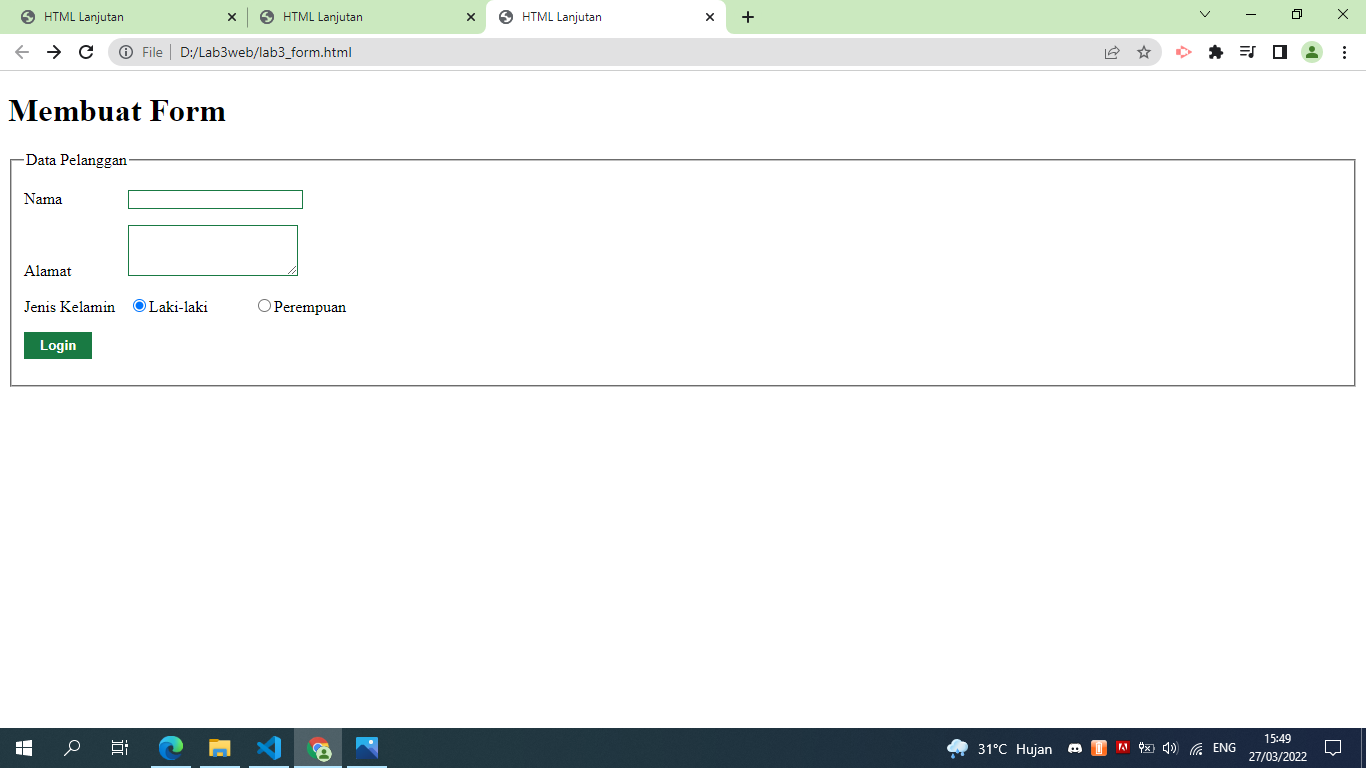 HTML Lanjutan
HTML Lanjutan
HTML Lanjutan
File D:/Lab3web/lab3_form.html
Membuat Form
Data Pelanggan
Nama
Alamat
Jenis Kelamin Laki-laki Perempuan
Login
31°C Hujan ENG 15:49
27/03/2022